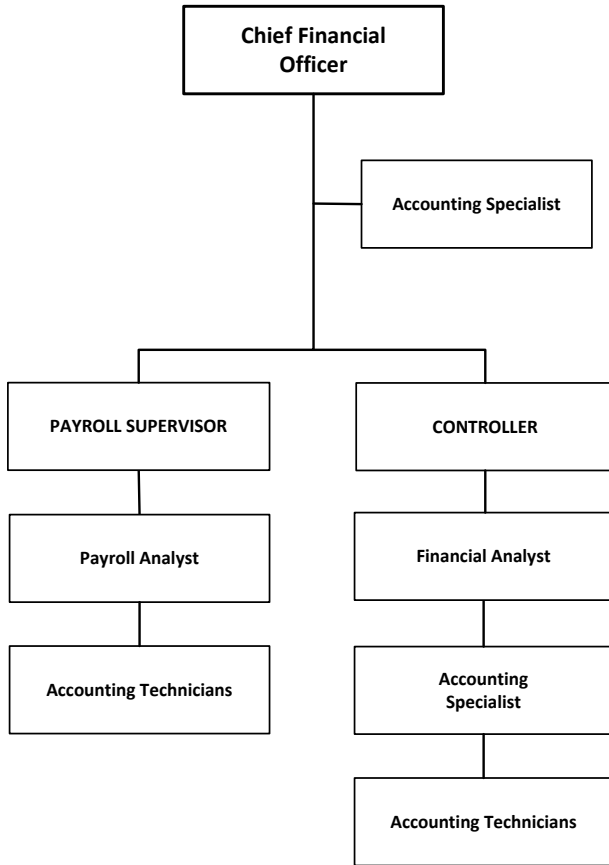 Chief Financial
Officer
Accounting Specialist
PAYROLL SUPERVISOR
CONTROLLER
Payroll Analyst
Financial Analyst
Accounting Technicians
Accounting
Specialist
Accounting Technicians